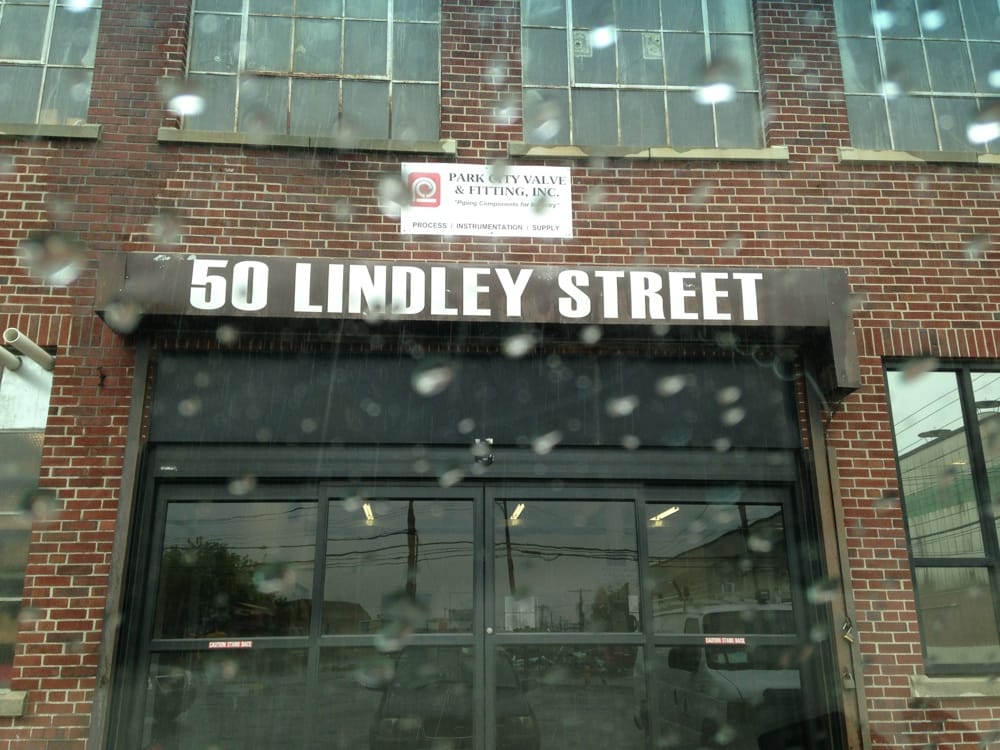 PARK CITY VALVE
& FITTING, INC.
"Piping Components for Industry"
PROCESS / INSTRUMENTATION / SUPPLY
50 LINDLEY STREET
CAUTION STAND BACK
CAUTION STAND BACK